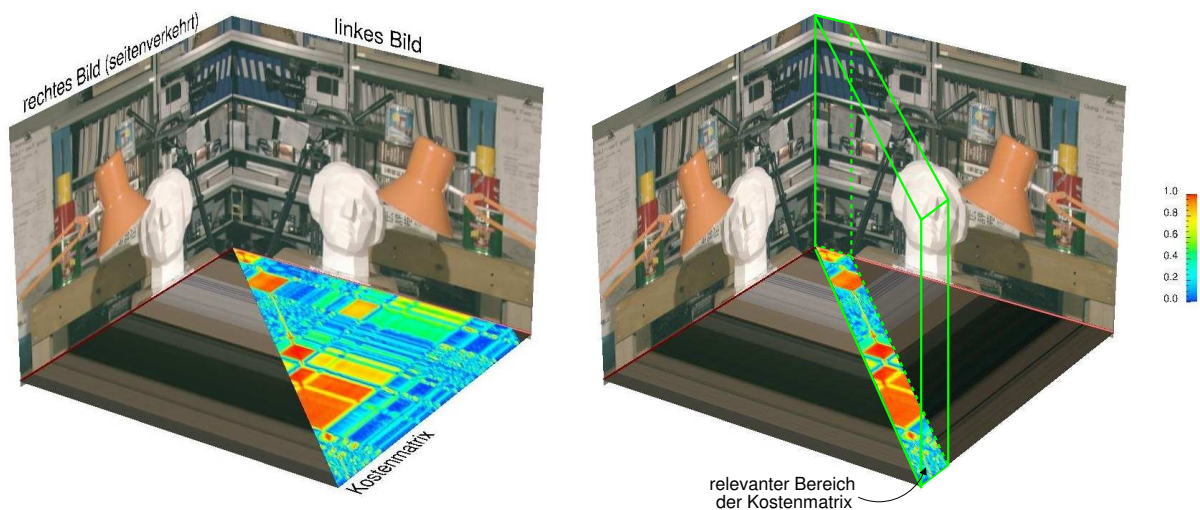 rechtes Bild (seitenverkehrt)
linkes Bild
Kostenmatrix
relevanter Bereich
der Kostenmatrix
1.0
0.8
0.6
0.4
0.2
0.0